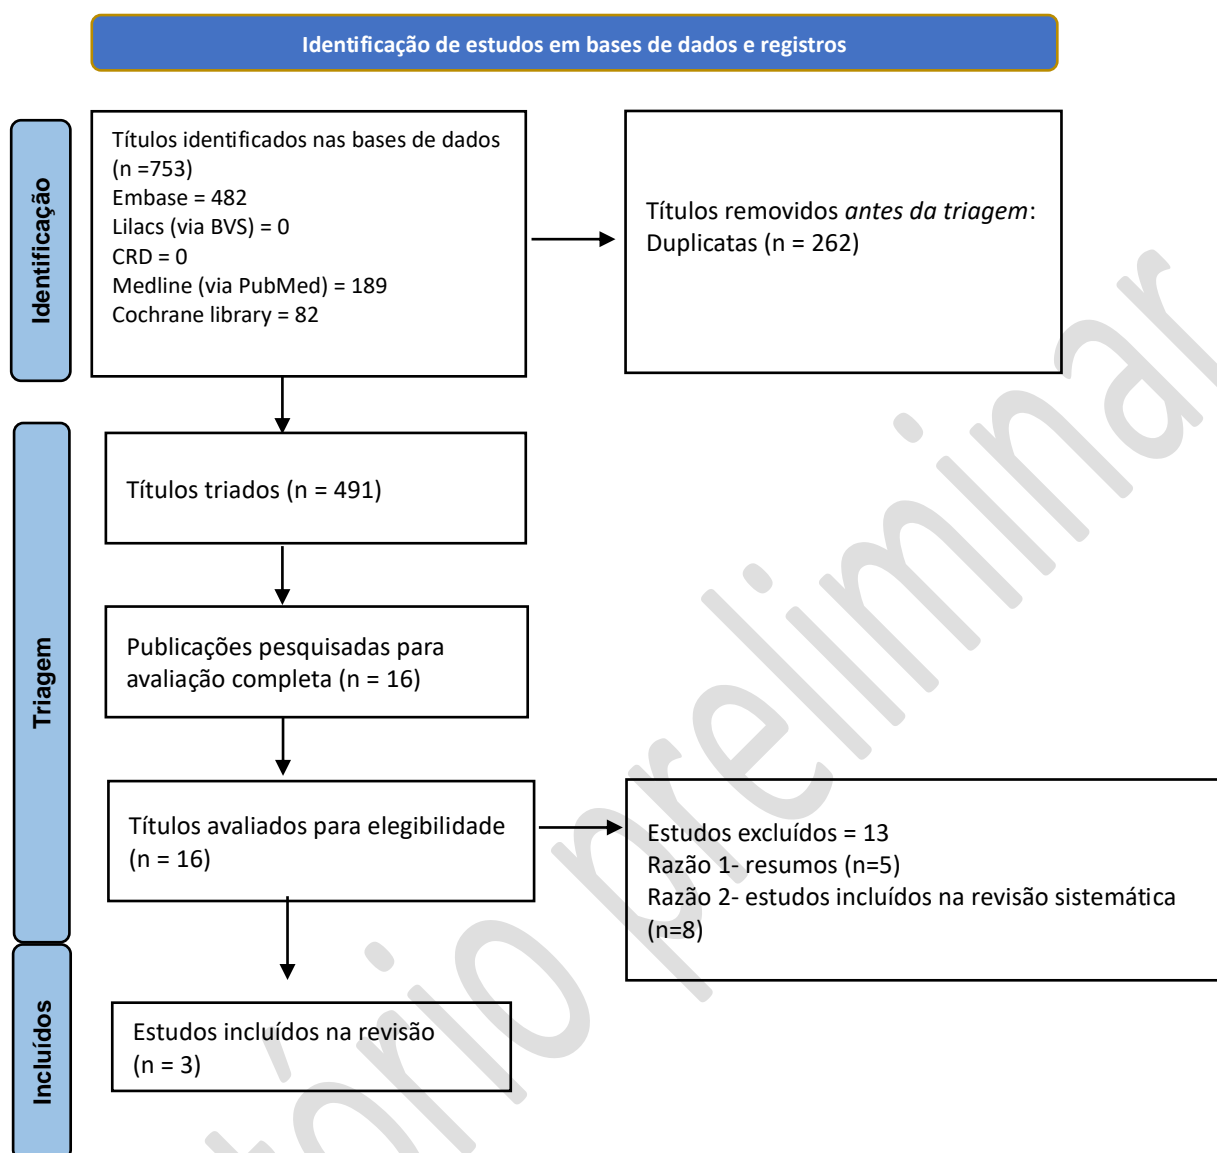 Identificação de estudos em bases de dados e registros
Identificação
Títulos identificados nas bases de dados
(n =753)
Embase = 482
Lilacs (via BVS) = 0
CRD = 0
Medline (via PubMed) = 189
Cochrane library = 82
Títulos removidos antes da triagem:
Duplicatas (n = 262)
Triagem
Títulos triados (n = 491)
Publicações pesquisadas para
avaliação completa (n = 16)
Títulos avaliados para elegibilidade
(n = 16)
Estudos excluídos = 13
Razão 1- resumos (n=5)
Razão 2- estudos incluídos na revisão sistemática
(n=8)
Incluídos
Estudos incluídos na revisão
(n = 3)
tório preliminar